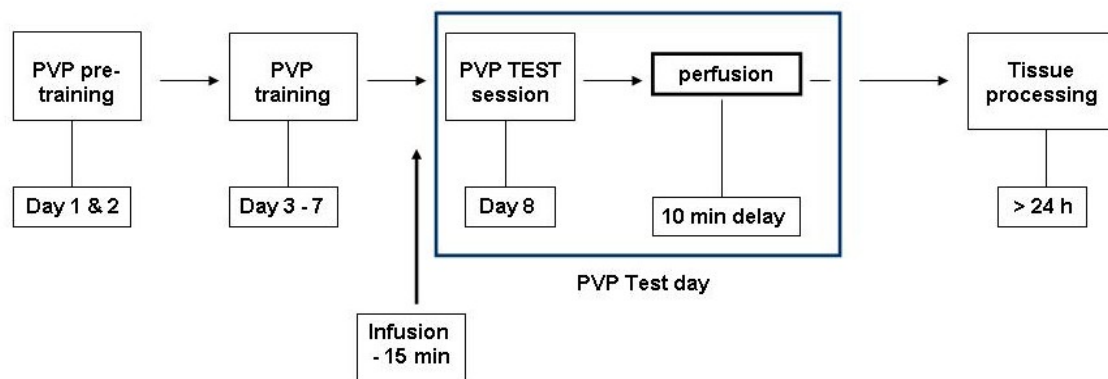 PVP pre-
training
PVP
training
PVP TEST
session
perfusion
Tissue
processing
Day 1 & 2
Day 3 - 7
Day 8
10 min delay
> 24 h
PVP Test day
Infusion
- 15 min